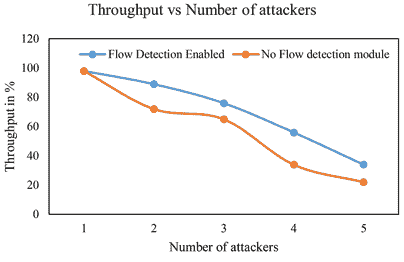 Throughput vs Number of attackers
120
Flow Detection Enabled
No Flow detection module
100
80
60
40
20
0
Throughput in %
1 2 3 4 5
Number of attackers